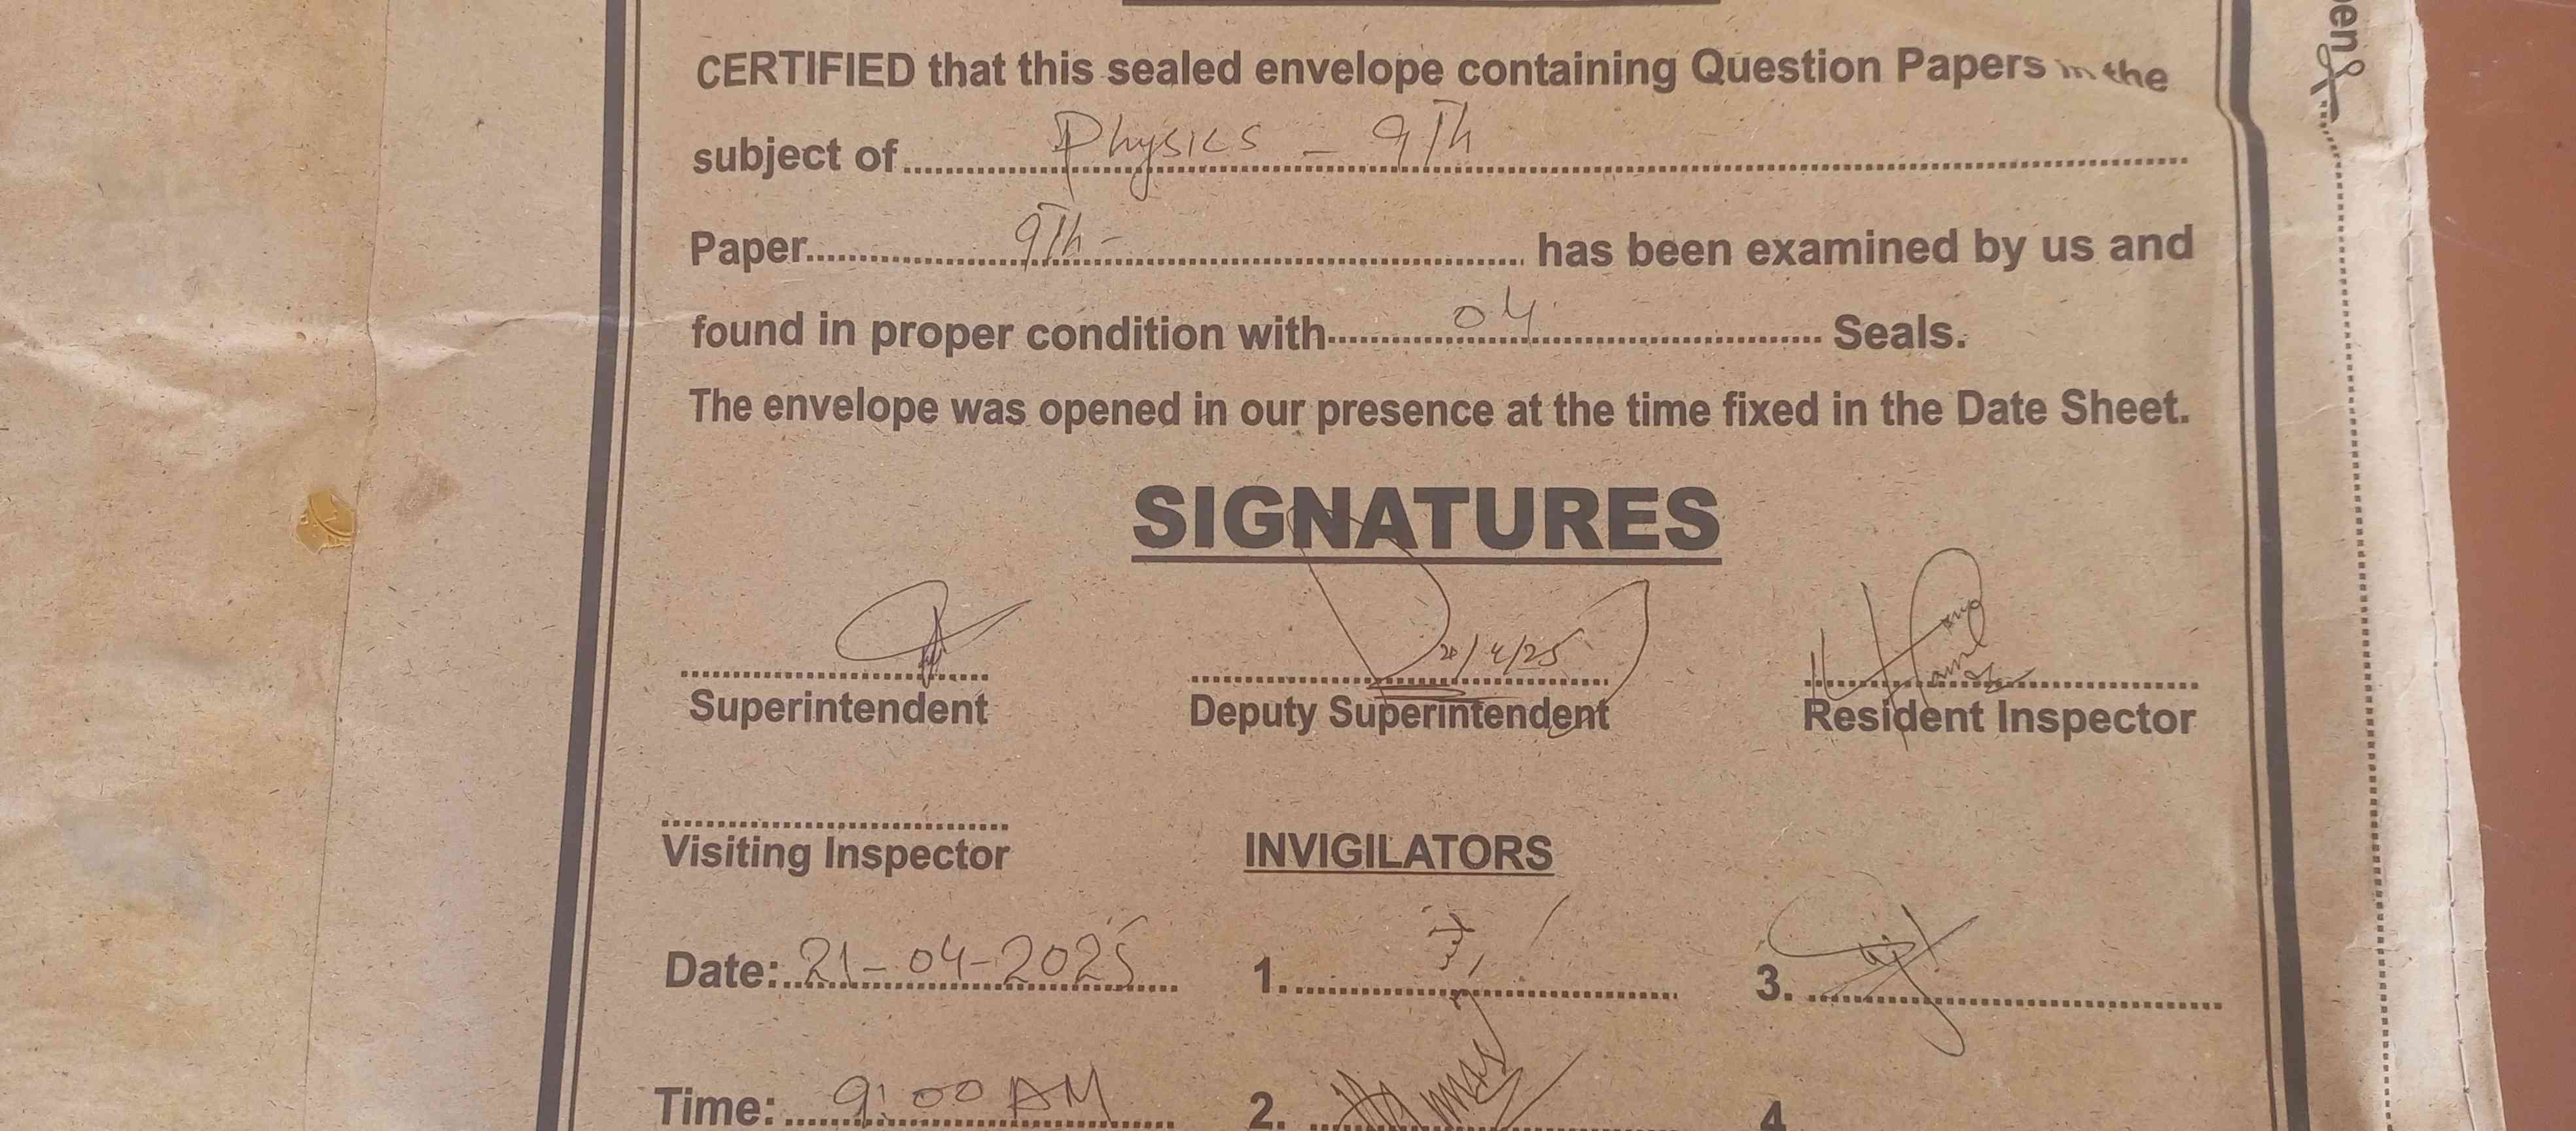 CERTIFIED that this sealed envelope containing Question Papers in the
subject of Physics - 9Th
Paper 9Th - has been examined by us and
found in proper condition with 04 Seals.
The envelope was opened in our presence at the time fixed in the Date Sheet.
SIGNATURES
/4/25
Superintendent Deputy Superintendent Resident Inspector
Visiting Inspector INVIGILATORS
Date: 21-04-2025 1. 3.
Time: 9:00 AM 2. 4